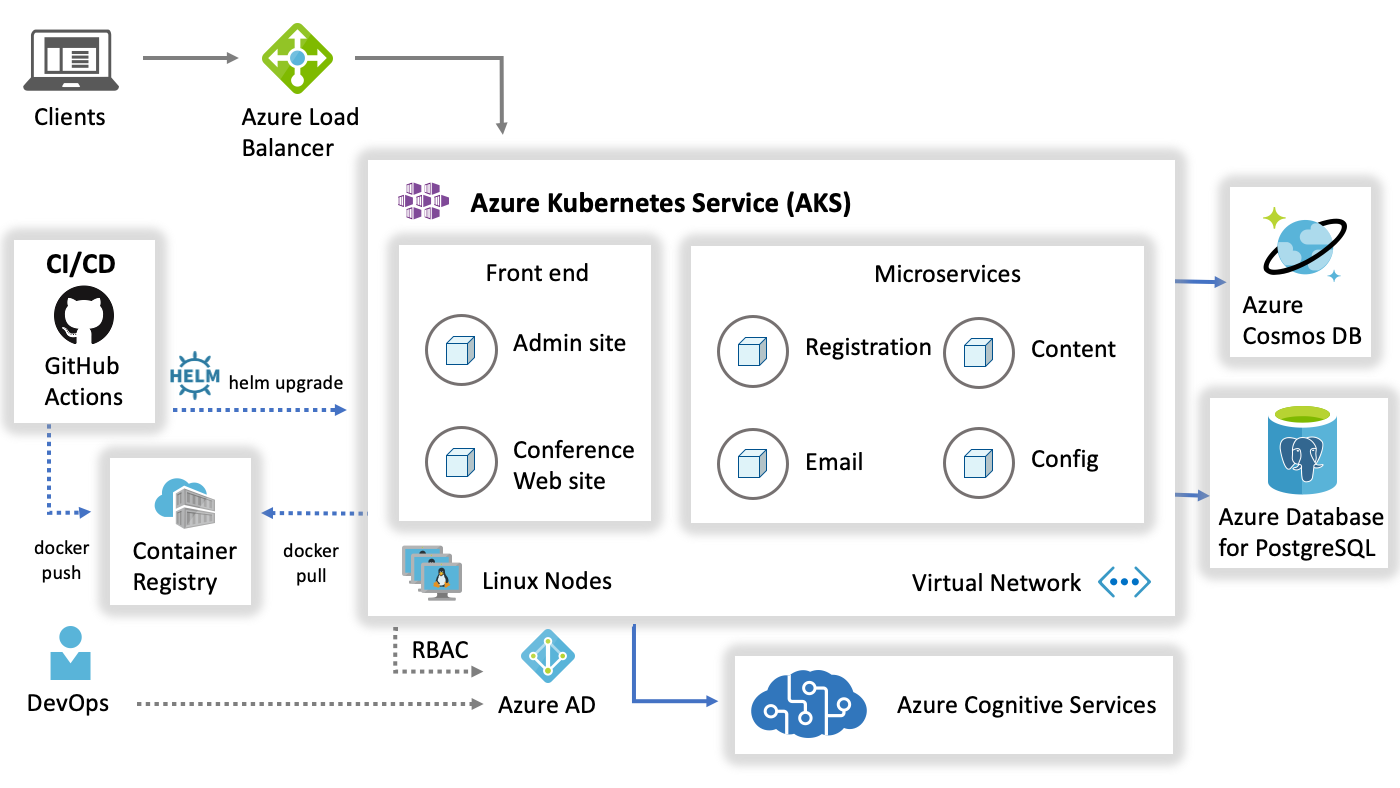 Clients
Azure Load
Balancer
Azure Kubernetes Service (AKS)
CI/CD
GitHub
Actions
HELM
helm upgrade
Front end
Admin site
Conference
Web site
Microservices
Registration
Content
Email
Config
Azure
Cosmos DB
Azure Database
for PostgreSQL
docker
push
Container
Registry
docker
pull
Linux Nodes
Virtual Network
RBAC
DevOps
Azure AD
Azure Cognitive Services